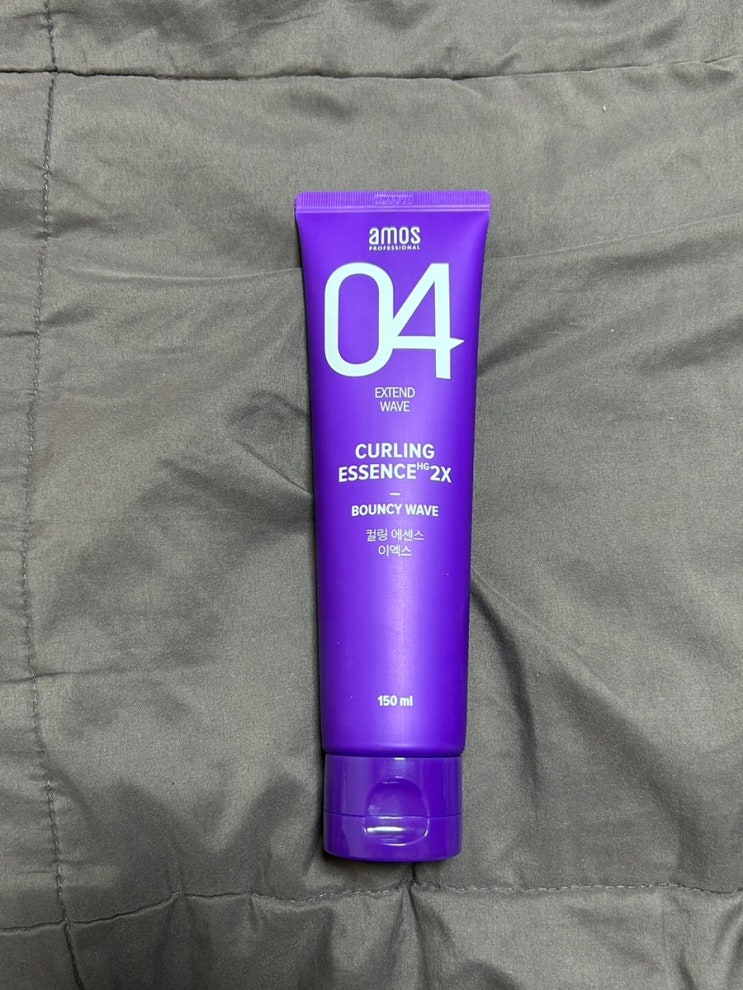 amos
PROFESSIONAL
04
EXTEND
WAVE
CURLING
ESSENCE HG 2X
BOUNCY WAVE
컬링 에센스
이엑스
150 ml